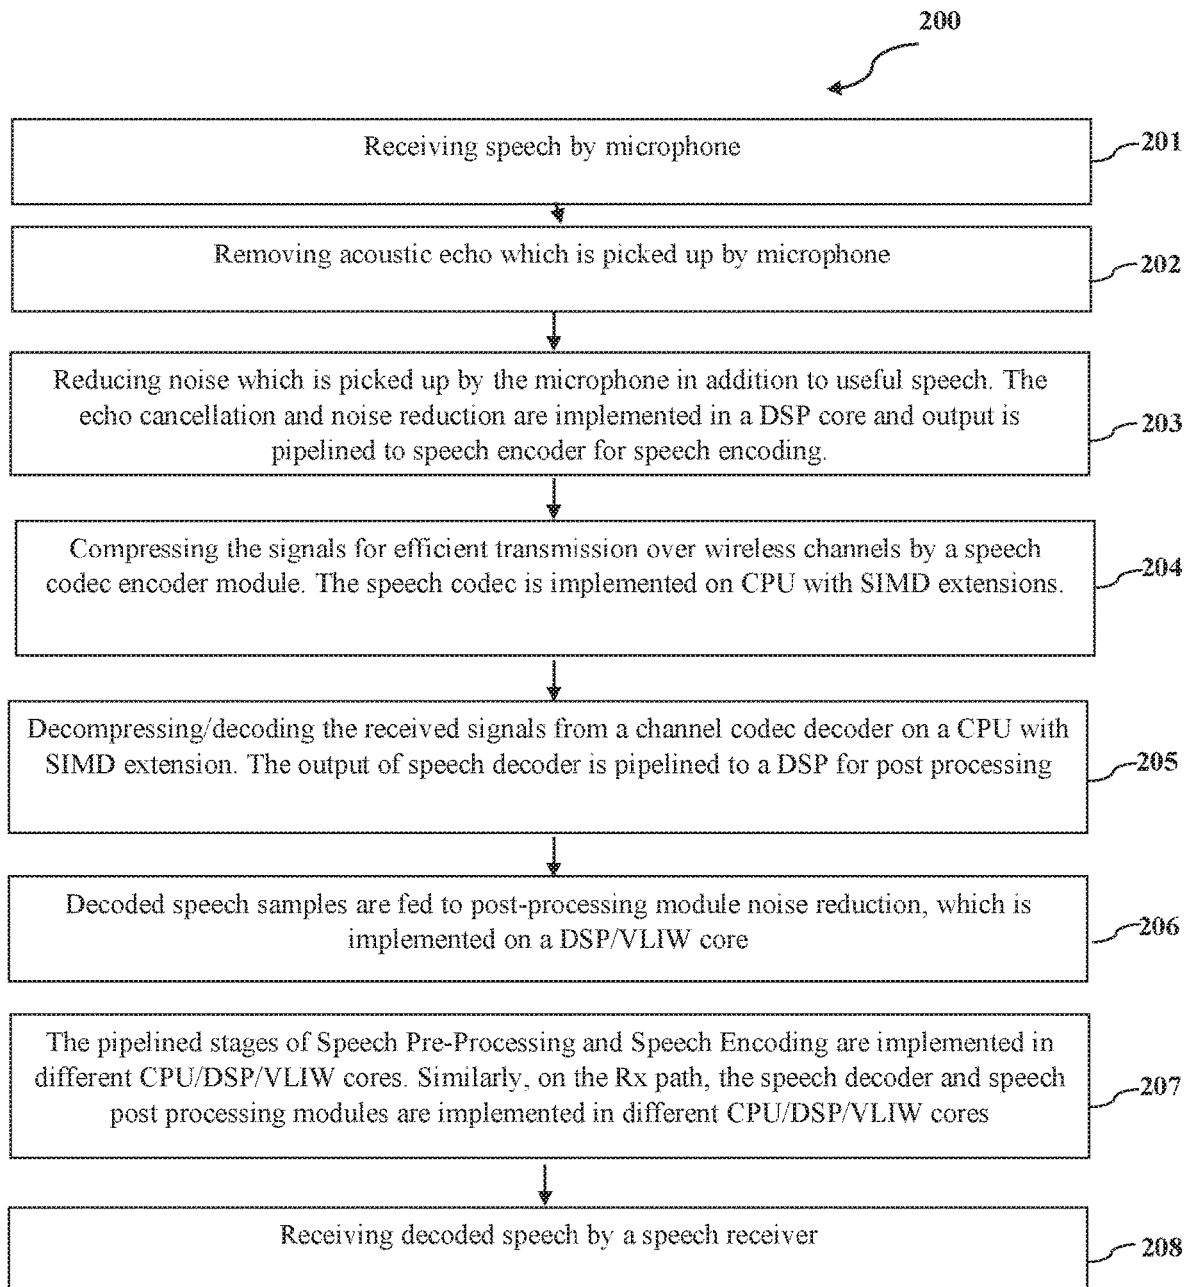 200
Receiving speech by microphone
201
Removing acoustic echo which is picked up by microphone
202
Reducing noise which is picked up by the microphone in addition to useful speech. The
echo cancellation and noise reduction are implemented in a DSP core and output is
pipelined to speech encoder for speech encoding.
203
Compressing the signals for efficient transmission over wireless channels by a speech
codec encoder module. The speech codec is implemented on CPU with SIMD extensions.
204
Decompressing/decoding the received signals from a channel codec decoder on a CPU with
SIMD extension. The output of speech decoder is pipelined to a DSP for post processing
205
Decoded speech samples are fed to post-processing module noise reduction, which is
implemented on a DSP/VLIW core
206
The pipelined stages of Speech Pre-Processing and Speech Encoding are implemented in
different CPU/DSP/VLIW cores. Similarly, on the Rx path, the speech decoder and speech
post processing modules are implemented in different CPU/DSP/VLIW cores
207
Receiving decoded speech by a speech receiver
208